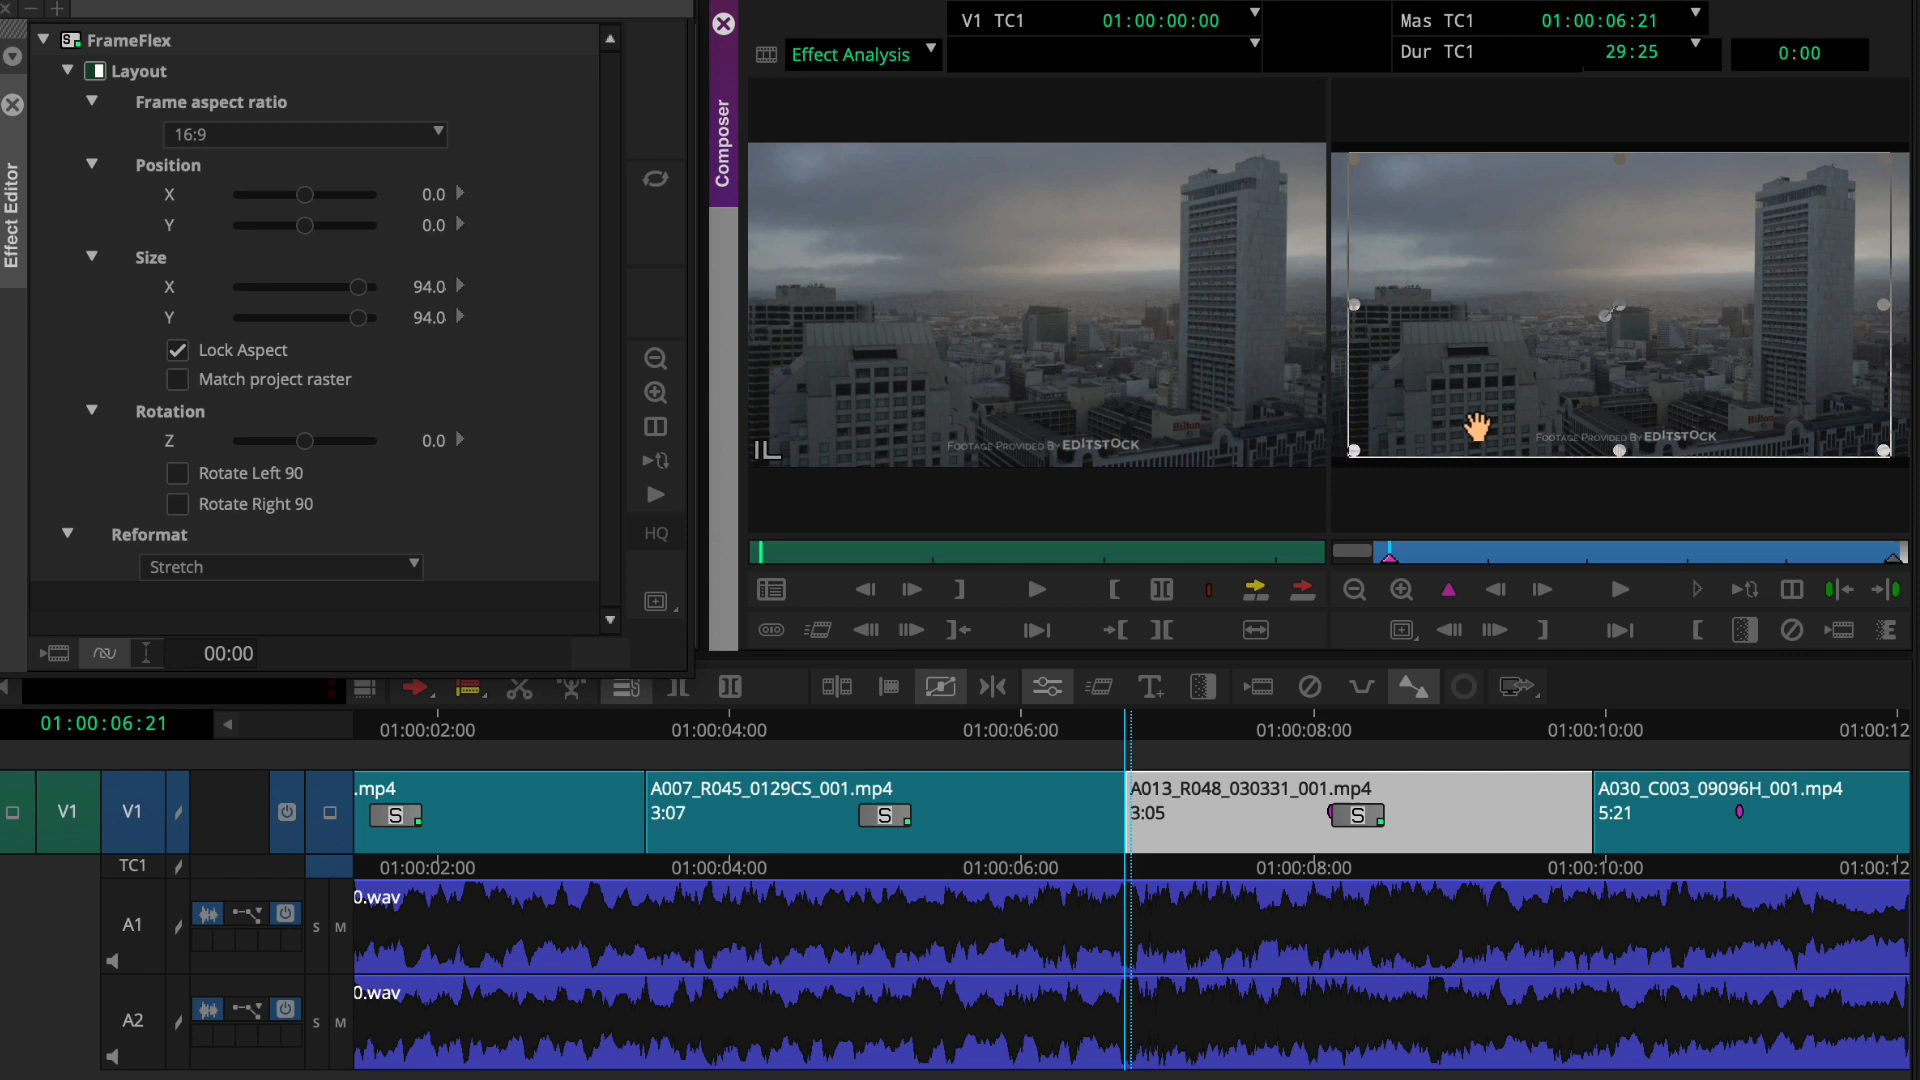 FrameFlex
Layout
Frame aspect ratio
16:9
Position
X 0.0
Y 0.0
Size
X 94.0
Y 94.0
Lock Aspect
Match project raster
Rotation
Z 0.0
Rotate Left 90
Rotate Right 90
Reformat
Stretch
00:00
HQ
Effect Editor
Composer
Effect Analysis
V1 TC1 01:00:00:00
Mas TC1 01:00:06:21
Dur TC1 29:25
0:00
Hilton
FOOTAGE PROVIDED BY EDITSTOCK
Hilton
FOOTAGE PROVIDED BY EDITSTOCK
01:00:06:21
01:00:02:00 01:00:04:00 01:00:06:00 01:00:08:00 01:00:10:00 01:00:12
V1 V1
.mp4
S
A007_R045_0129CS_001.mp4
3:07
S
A013_R048_030331_001.mp4
3:05
S
A030_C003_09096H_001.mp4
5:21
TC1
01:00:02:00 01:00:04:00 01:00:06:00 01:00:08:00 01:00:10:00 01:00:12
A1 S M
0.wav
A2 S M
0.wav